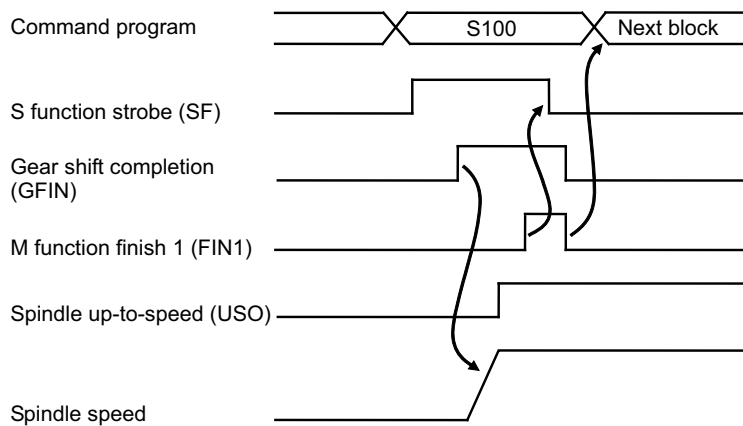 Command program
S100
Next block
S function strobe (SF)
Gear shift completion
(GFIN)
M function finish 1 (FIN1)
Spindle up-to-speed (USO)
Spindle speed